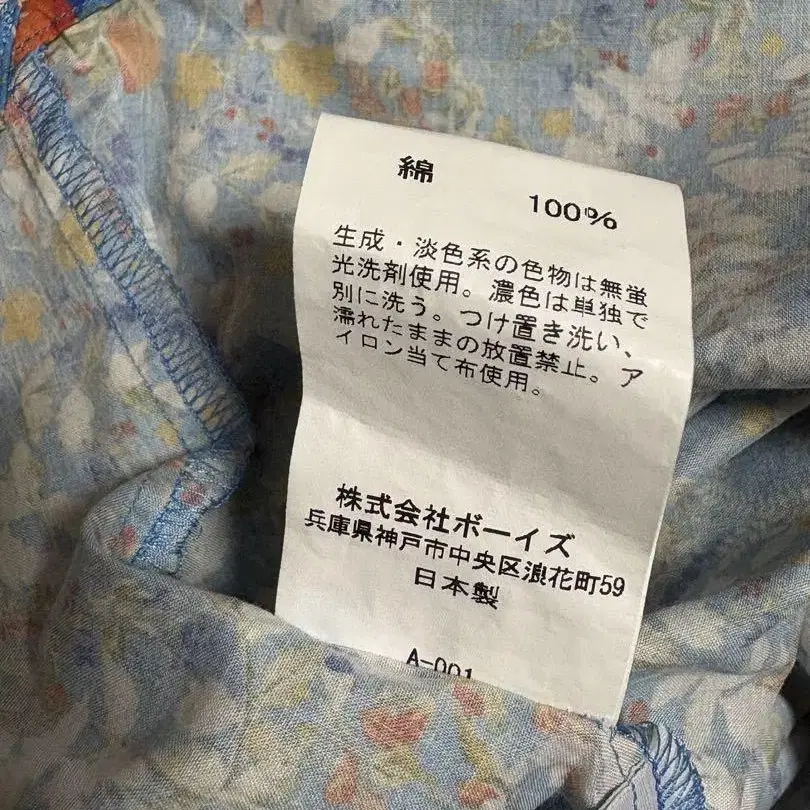 綿 100%
生成・淡色系の色物は無蛍
光洗剤使用。濃色は単独で
別に洗う。つけ置き洗い、
濡れたままの放置禁止。ア
イロン当て布使用。
株式会社ボーイズ
兵庫県神戸市中央区浪花町59
日本製
A-001